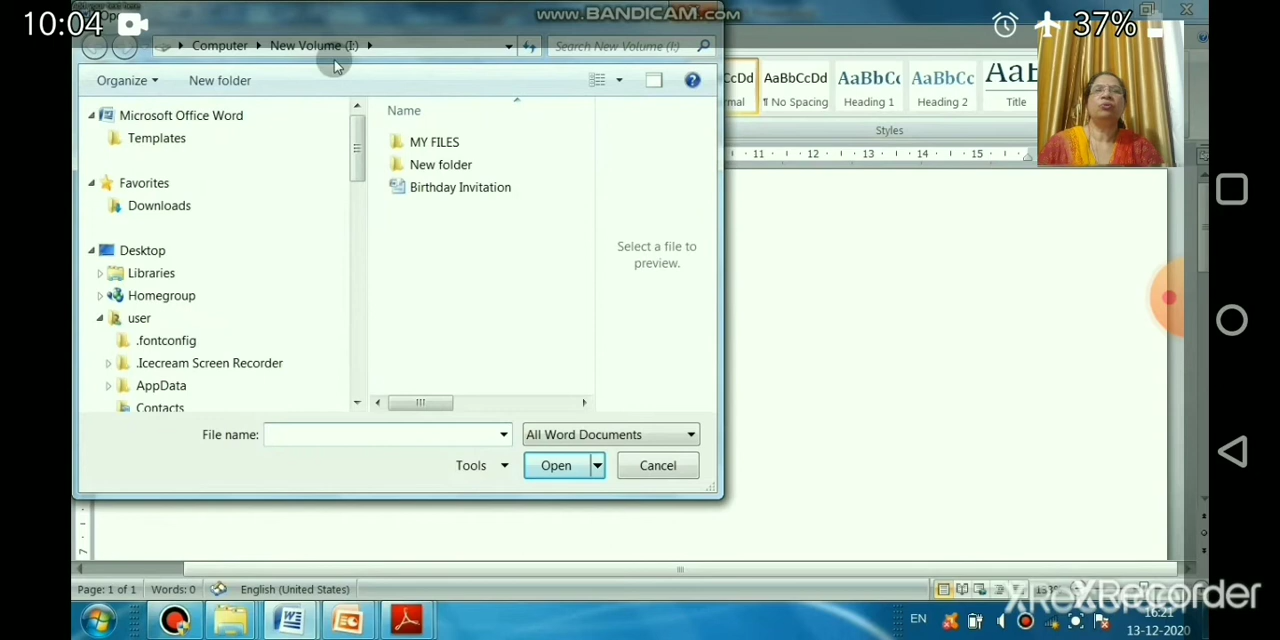 10:04
37%
www.BANDICAM.com
Computer
New Volume (I:)
Search New Volume (I:)
Organize
New folder
Microsoft Office Word
Templates
Favorites
Downloads
Desktop
Libraries
Homegroup
user
.fontconfig
.Icecream Screen Recorder
AppData
Contacts
Name
MY FILES
New folder
Birthday Invitation
Select a file to
preview.
File name:
All Word Documents
Tools
Open
Cancel
AaBbCcDd
¶ No Spacing
AaBbC
Heading 1
AaBbCc
Heading 2
Title
Styles
11 12 13 14 15
Page: 1 of 1
Words: 0
English (United States)
XRecorder
EN
16:21
13-12-2020